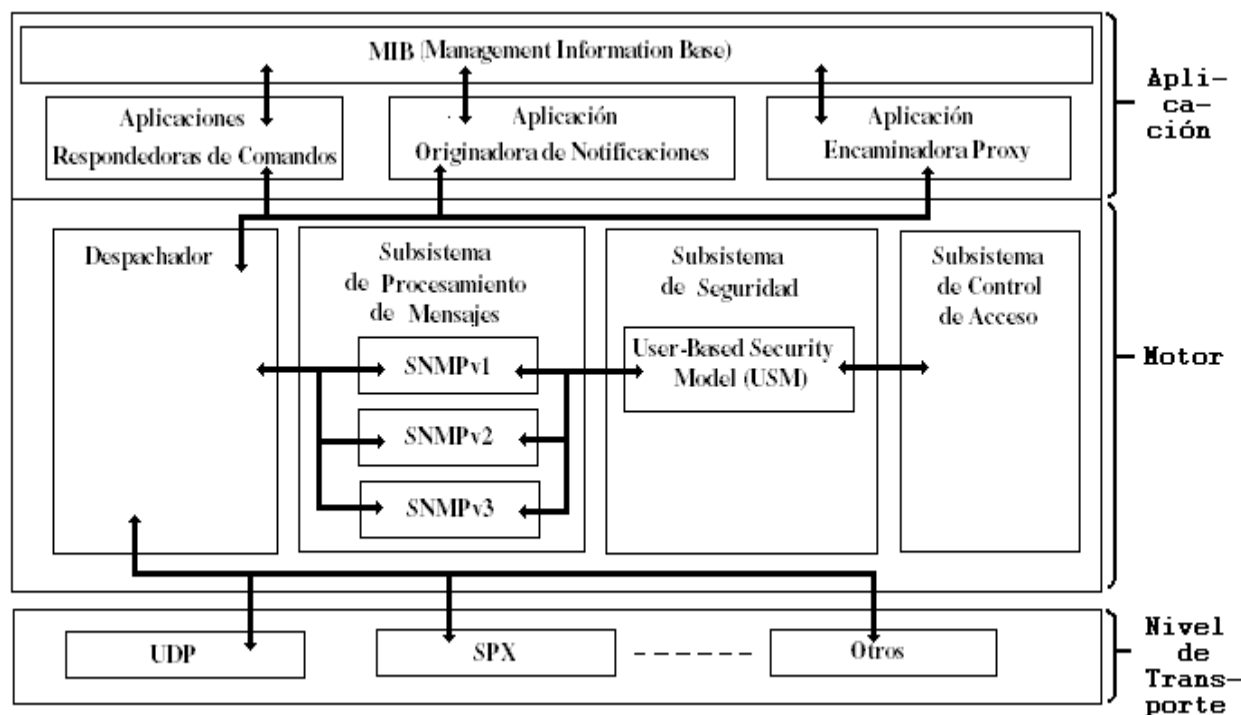 MIB (Management Information Base)
Aplicaciones
Respondedoras de Comandos
Aplicación
Originadora de Notificaciones
Aplicación
Encaminadora Proxy
Apli-
ca-
ción
Despachador
Subsistema
de Procesamiento
de Mensajes
SNMPv1
SNMPv2
SNMPv3
Subsistema
de Seguridad
User-Based Security
Model (USM)
Subsistema
de Control
de Acceso
Motor
UDP
SPX
Otros
Nivel
de
Trans-
porte